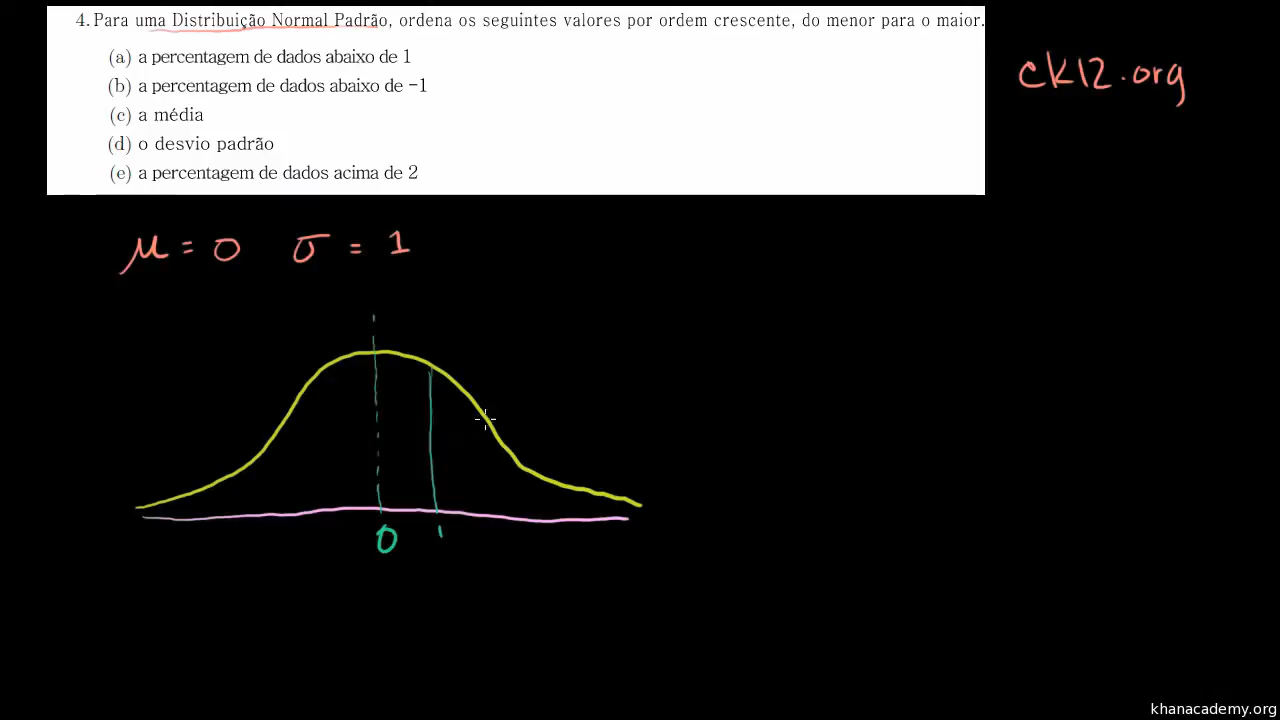 4. Para uma Distribuição Normal Padrão, ordena os seguintes valores por ordem crescente, do menor para o maior.
(a) a percentagem de dados abaixo de 1
(b) a percentagem de dados abaixo de −1
(c) a média
(d) o desvio padrão
(e) a percentagem de dados acima de 2
ck12.org
μ = 0 σ = 1
0 1
khanacademy.org